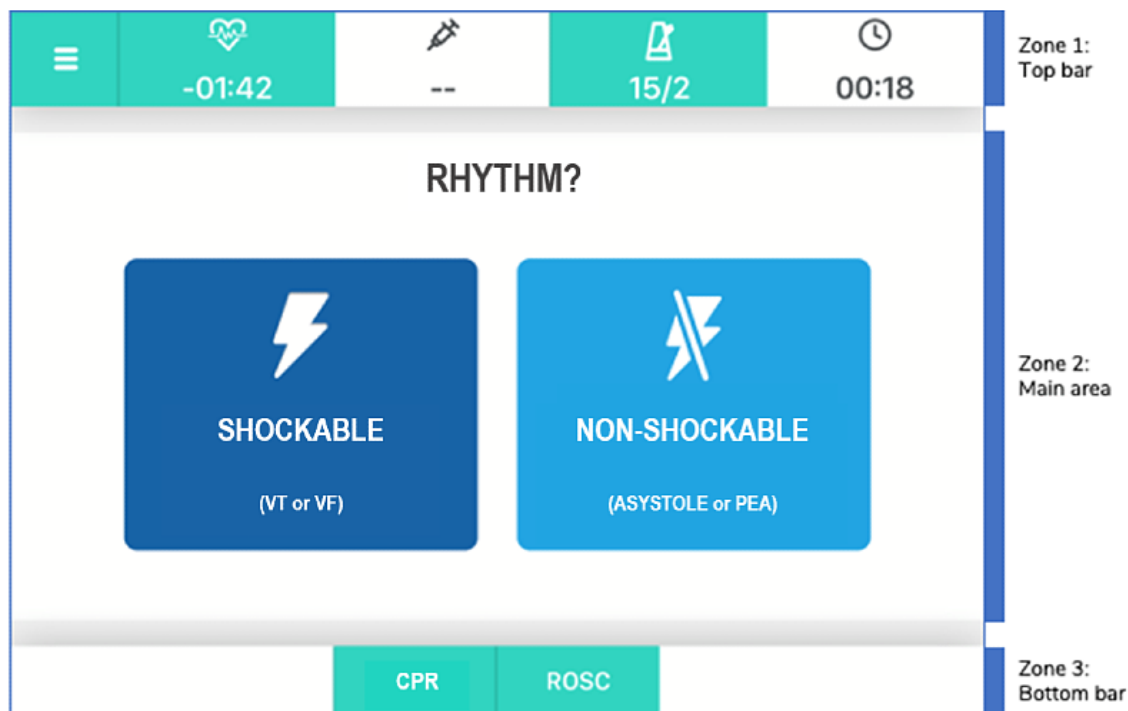 -01:42
--
15/2
00:18
Zone 1:
Top bar
RHYTHM?
SHOCKABLE
(VT or VF)
NON-SHOCKABLE
(ASYSTOLE or PEA)
Zone 2:
Main area
CPR
ROSC
Zone 3:
Bottom bar